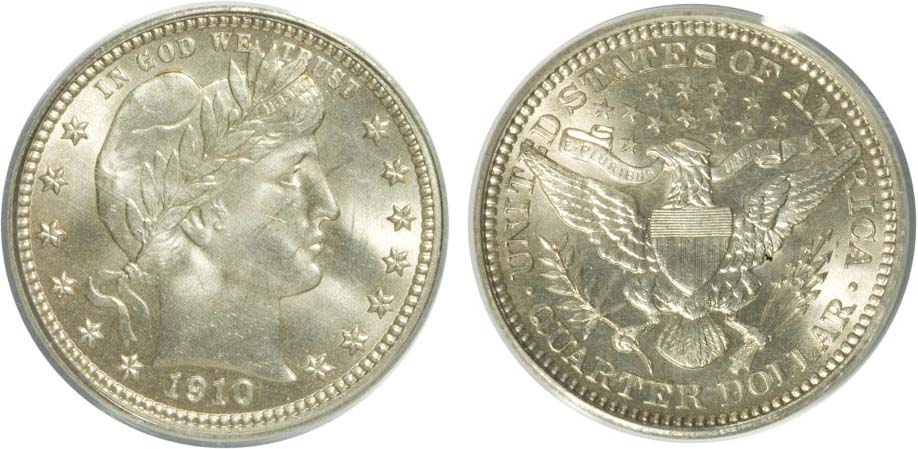 IN GOD WE TRUST
LIBERTY
1910
UNITED STATES OF AMERICA
E PLURIBUS UNUM
QUARTER DOLLAR